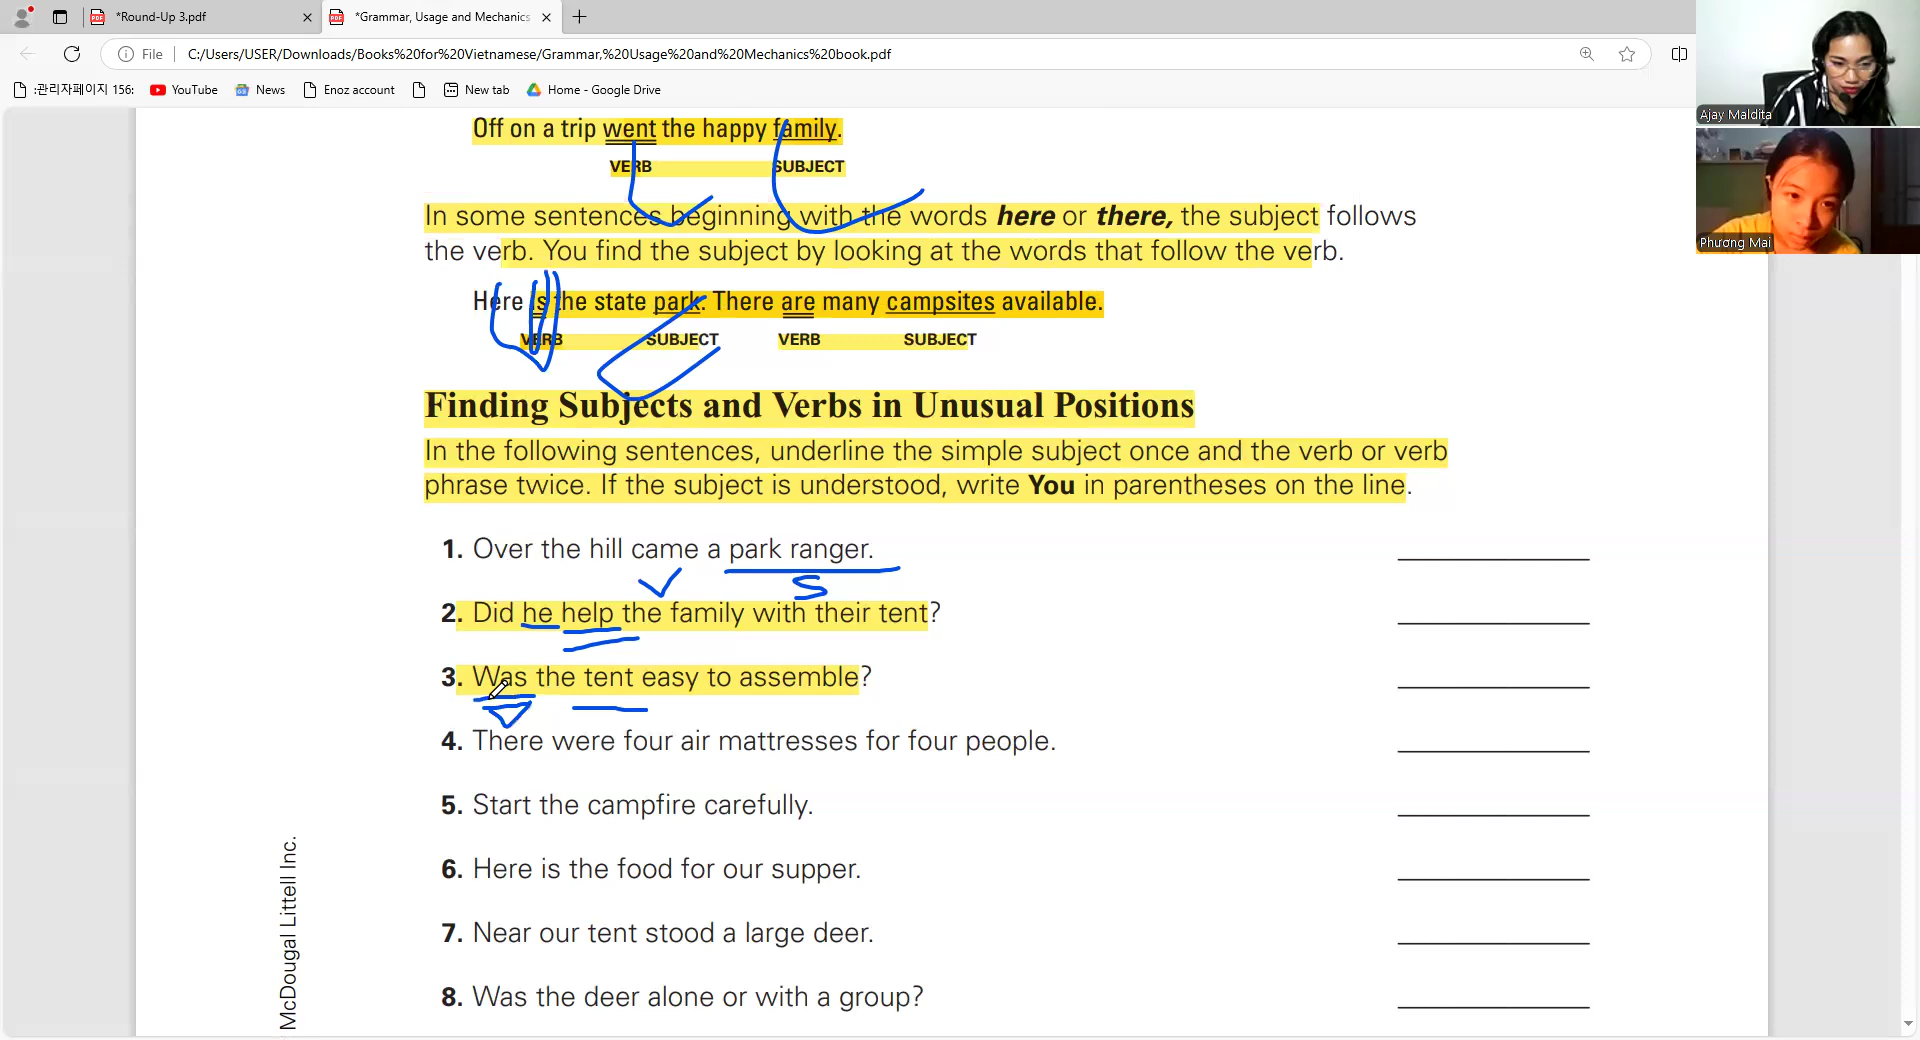 *Round-Up 3.pdf
*Grammar, Usage and Mechanics
File
C:/Users/USER/Downloads/Books%20for%20Vietnamese/Grammar,%20Usage%20and%20Mechanics%20book.pdf
:관리자페이지 156:
YouTube
News
Enoz account
New tab
Home - Google Drive
Ajay Maldita
Phương Mai
Off on a trip went the happy family.
VERB SUBJECT
In some sentences beginning with the words here or there, the subject follows
the verb. You find the subject by looking at the words that follow the verb.
Here is the state park. There are many campsites available.
VERB SUBJECT VERB SUBJECT
Finding Subjects and Verbs in Unusual Positions
In the following sentences, underline the simple subject once and the verb or verb
phrase twice. If the subject is understood, write You in parentheses on the line.
1. Over the hill came a park ranger.
S
2. Did he help the family with their tent?
3. Was the tent easy to assemble?
4. There were four air mattresses for four people.
5. Start the campfire carefully.
6. Here is the food for our supper.
7. Near our tent stood a large deer.
8. Was the deer alone or with a group?
McDougal Littell Inc.